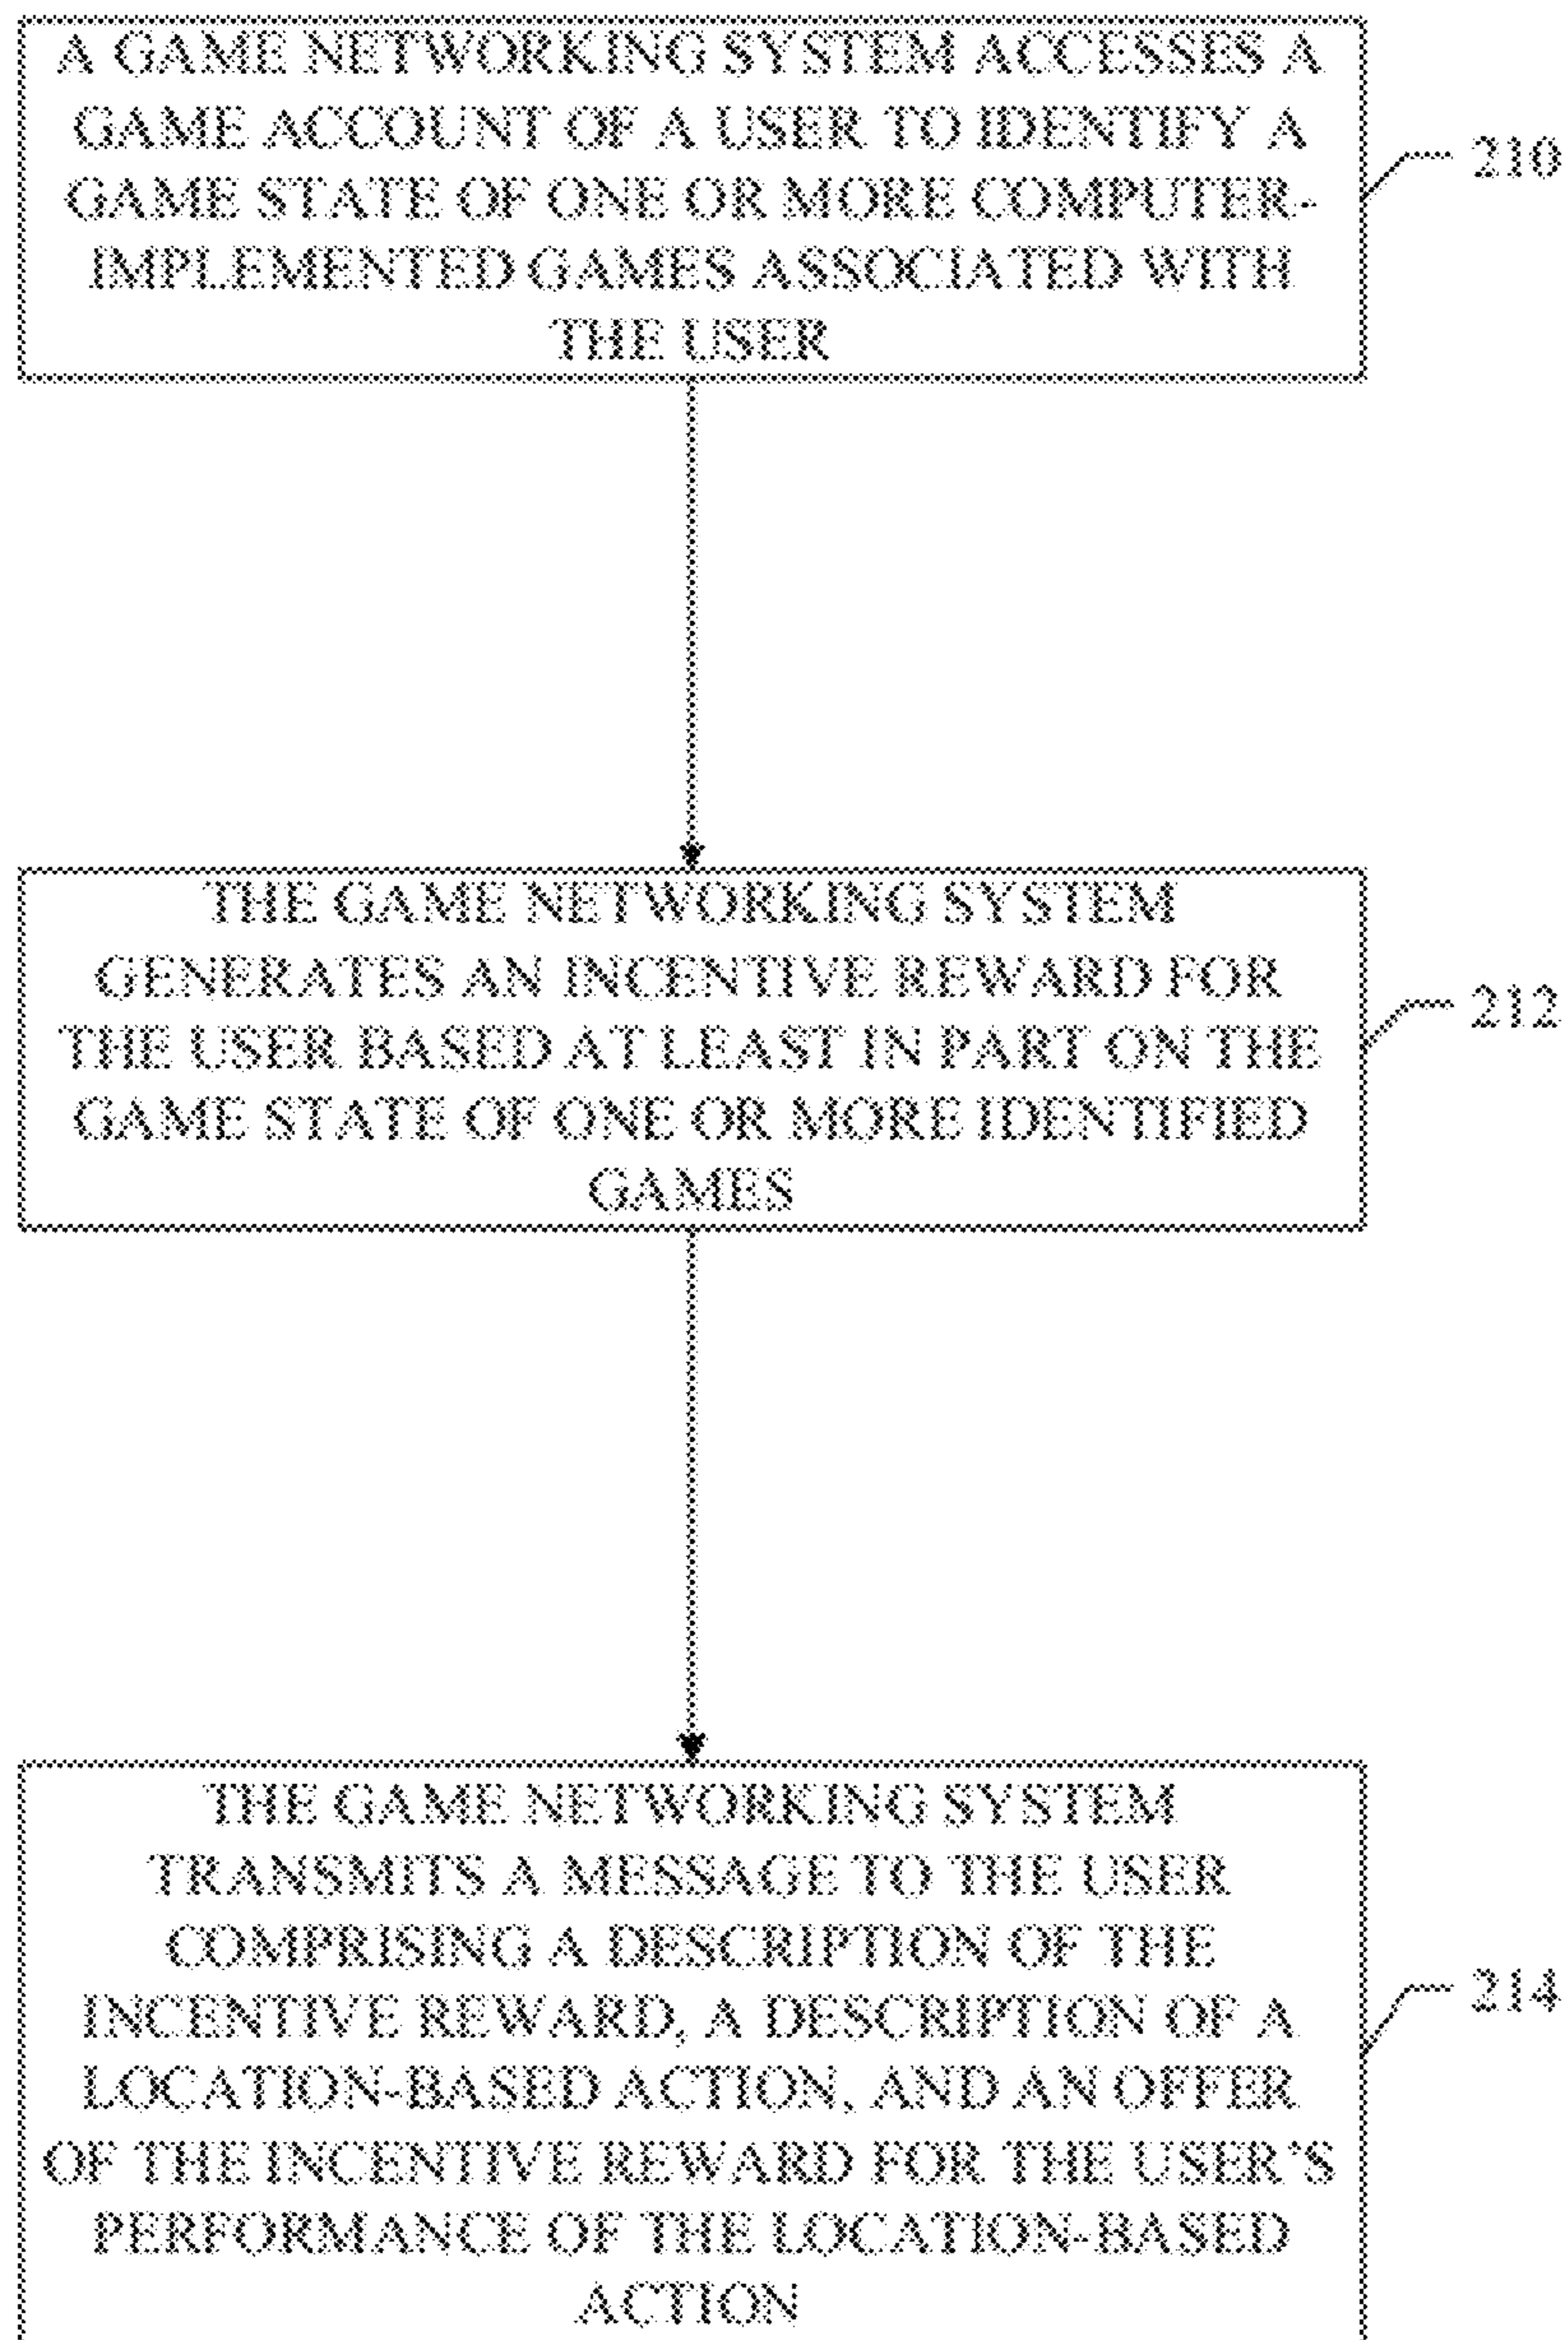 A GAME NETWORKING SYSTEM ACCESSES A
GAME ACCOUNT OF A USER TO IDENTIFY A
GAME STATE OF ONE OR MORE COMPUTER-
IMPLEMENTED GAMES ASSOCIATED WITH
THE USER
210
THE GAME NETWORKING SYSTEM
GENERATES AN INCENTIVE REWARD FOR
THE USER BASED AT LEAST IN PART ON THE
GAME STATE OF ONE OR MORE IDENTIFIED
GAMES
212
THE GAME NETWORKING SYSTEM
TRANSMITS A MESSAGE TO THE USER
COMPRISING A DESCRIPTION OF THE
INCENTIVE REWARD, A DESCRIPTION OF A
LOCATION-BASED ACTION, AND AN OFFER
OF THE INCENTIVE REWARD FOR THE USER'S
PERFORMANCE OF THE LOCATION-BASED
ACTION
214